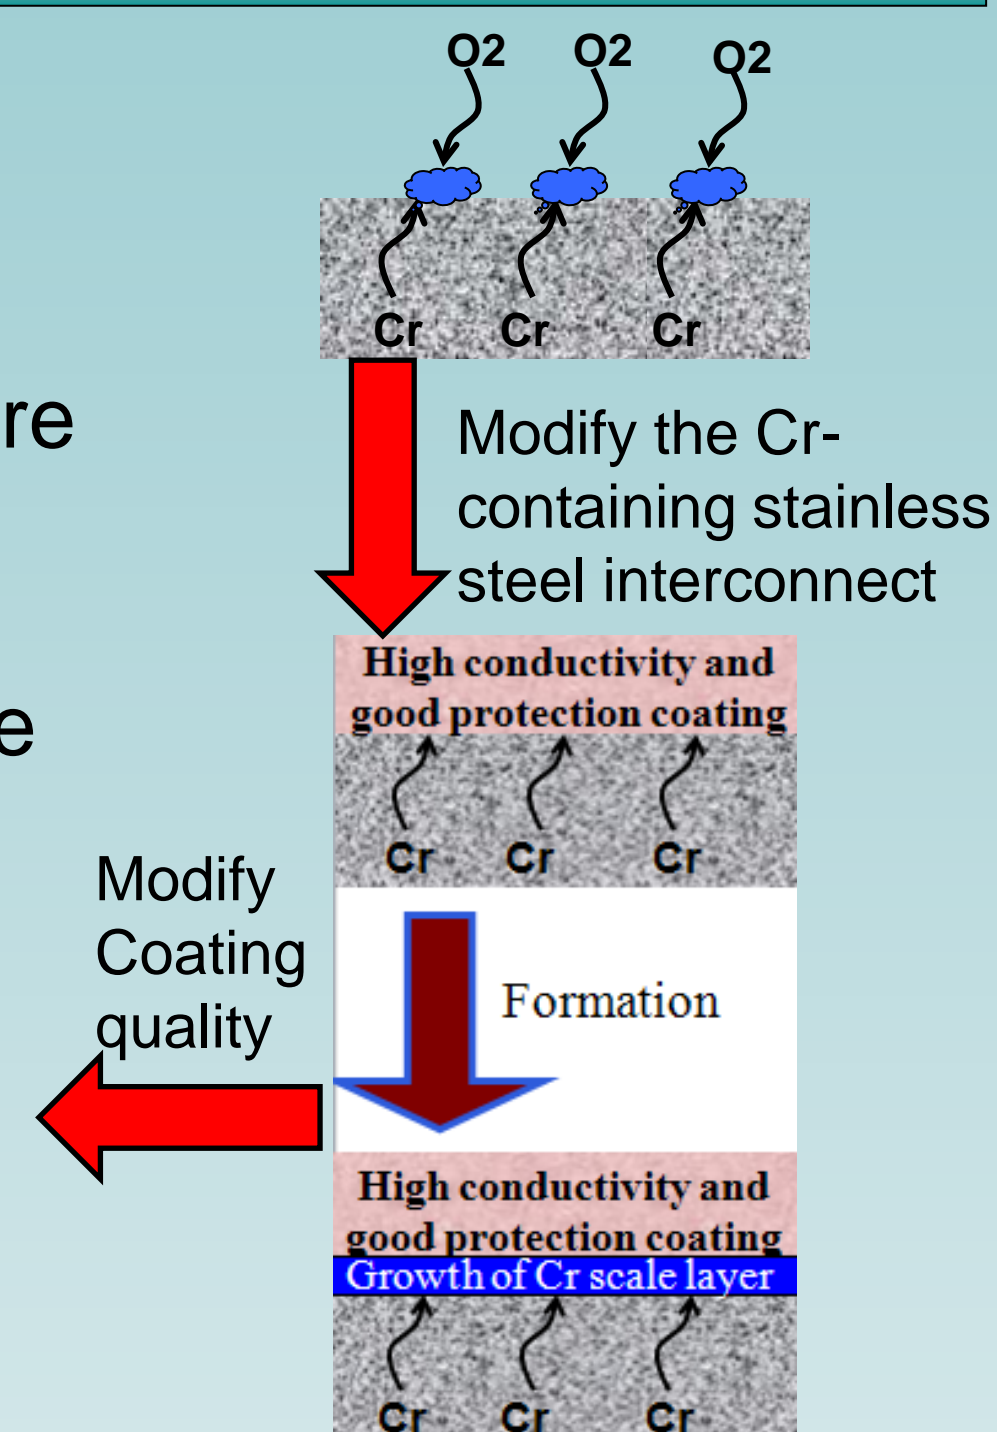 O2 O2 O2
Cr Cr Cr
re
Modify the Cr-
containing stainless
steel interconnect
High conductivity and
good protection coating
e
Cr Cr Cr
Modify
Coating
quality
Formation
High conductivity and
good protection coating
Growth of Cr scale layer
Cr Cr Cr